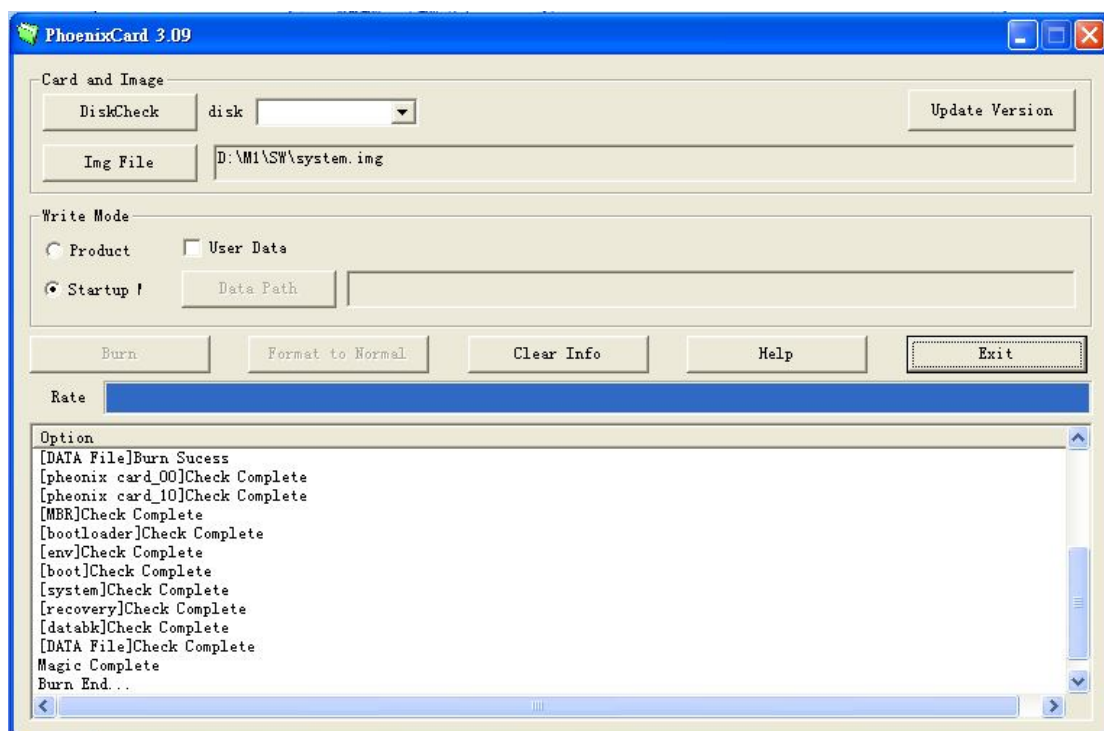 PhoenixCard 3.09
Card and Image
DiskCheck disk Update Version
Img File D:\M1\SW\system.img
Write Mode
Product User Data
Startup Data Path
Burn Format to Normal Clear Info Help Exit
Rate
Option
[DATA File]Burn Sucess
[pheonix card_00]Check Complete
[pheonix card_10]Check Complete
[MBR]Check Complete
[bootloader]Check Complete
[env]Check Complete
[boot]Check Complete
[system]Check Complete
[recovery]Check Complete
[databk]Check Complete
[DATA File]Check Complete
Magic Complete
Burn End...